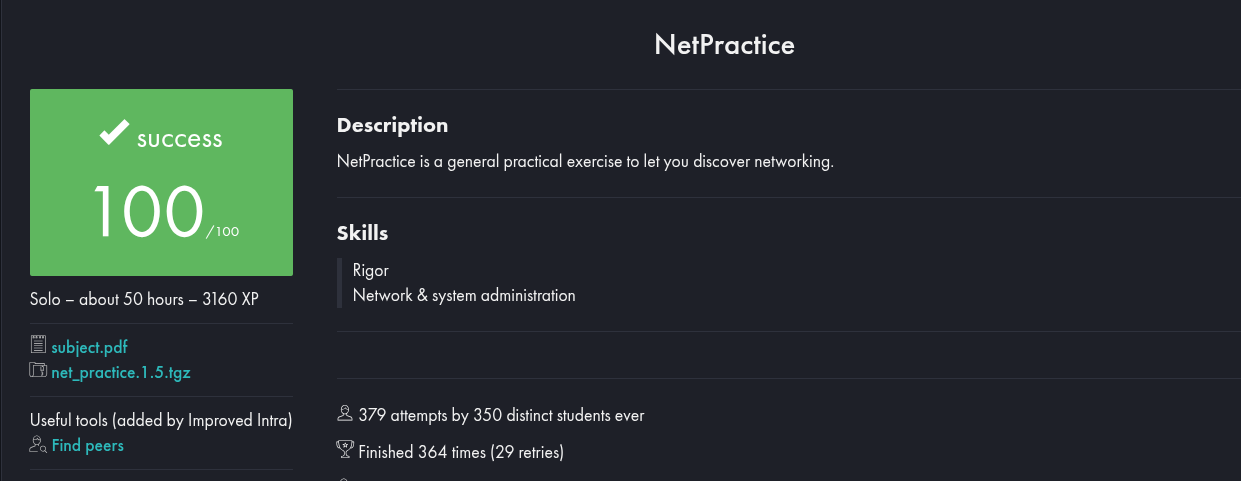 NetPractice
success
100/100
Solo – about 50 hours – 3160 XP
subject.pdf
net_practice.1.5.tgz
Useful tools (added by Improved Intra)
Find peers
Description
NetPractice is a general practical exercise to let you discover networking.
Skills
Rigor
Network & system administration
379 attempts by 350 distinct students ever
Finished 364 times (29 retries)